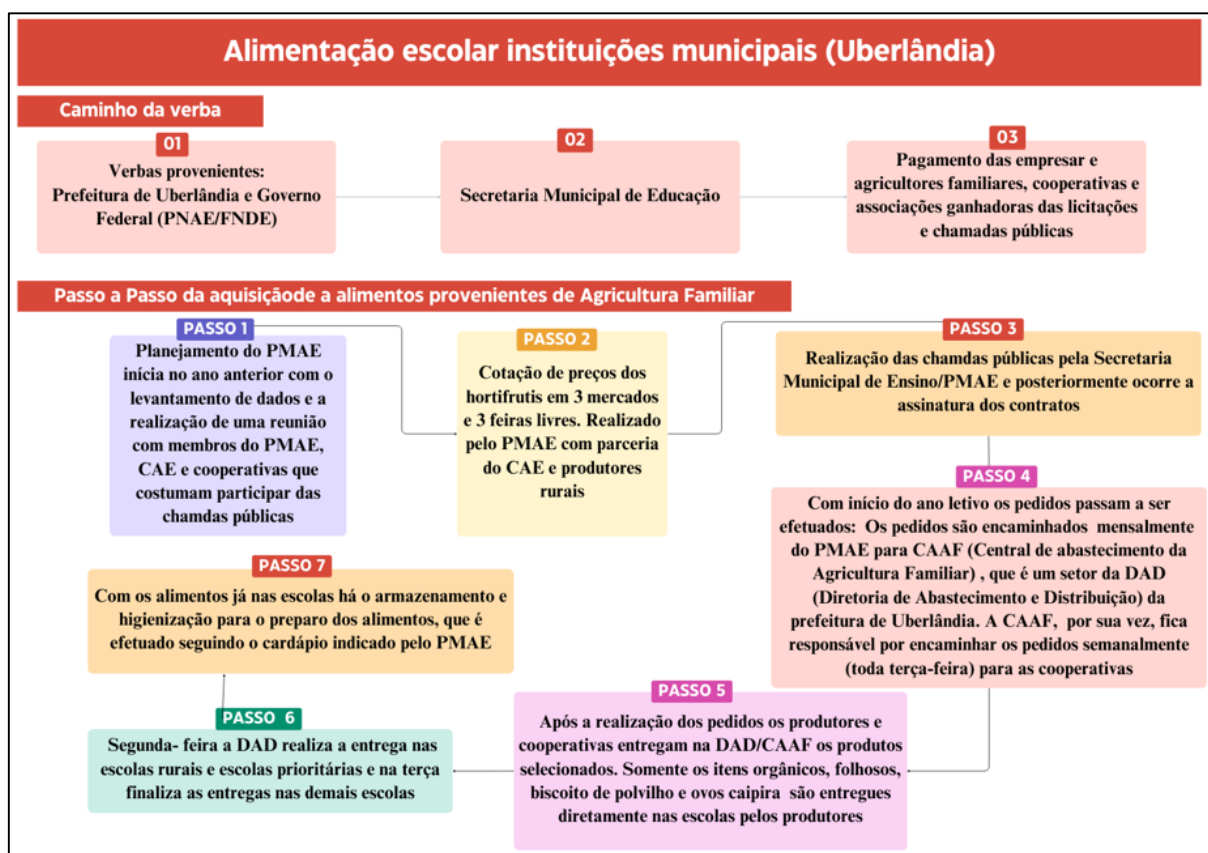 Alimentação escolar instituições municipais (Uberlândia)
Caminho da verba
01
Verbas provenientes:
Prefeitura de Uberlândia e Governo
Federal (PNAE/FNDE)
02
Secretaria Municipal de Educação
03
Pagamento das empresar e
agricultores familiares, cooperativas e
associações ganhadoras das licitações
e chamadas públicas
Passo a Passo da aquisiçãode a alimentos provenientes de Agricultura Familiar
PASSO 1
Planejamento do PMAE
inícia no ano anterior com o
levantamento de dados e a
realização de uma reunião
com membros do PMAE,
CAE e cooperativas que
costumam participar das
chamdas públicas
PASSO 2
Cotação de preços dos
hortifrutis em 3 mercados
e 3 feiras livres. Realizado
pelo PMAE com parceria
do CAE e produtores
rurais
PASSO 3
Realização das chamdas públicas pela Secretaria
Municipal de Ensino/PMAE e posteriormente ocorre a
assinatura dos contratos
PASSO 4
Com início do ano letivo os pedidos passam a ser
efetuados: Os pedidos são encaminhados mensalmente
do PMAE para CAAF (Central de abastecimento da
Agricultura Familiar) , que é um setor da DAD
(Diretoria de Abastecimento e Distribuição) da
prefeitura de Uberlândia. A CAAF, por sua vez, fica
responsável por encaminhar os pedidos semanalmente
(toda terça-feira) para as cooperativas
PASSO 5
Após a realização dos pedidos os produtores e
cooperativas entregam na DAD/CAAF os produtos
selecionados. Somente os itens orgânicos, folhosos,
biscoito de polvilho e ovos caipira são entregues
diretamente nas escolas pelos produtores
PASSO 6
Segunda- feira a DAD realiza a entrega nas
escolas rurais e escolas prioritárias e na terça
finaliza as entregas nas demais escolas
PASSO 7
Com os alimentos já nas escolas há o armazenamento e
higienização para o preparo dos alimentos, que é
efetuado seguindo o cardápio indicado pelo PMAE